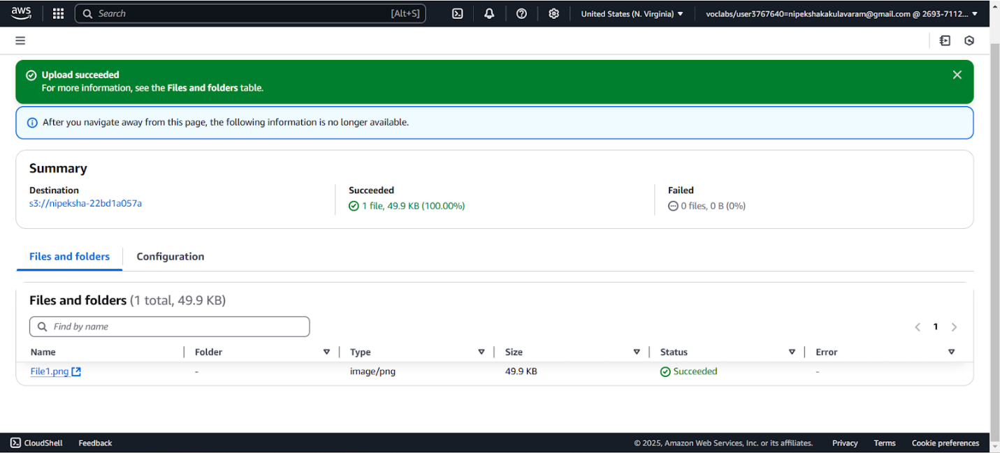 aws Search [Alt+S] United States (N. Virginia) voclabs/user3767640=nipekshakakulavaram@gmail.com @ 2693-7112...
Upload succeeded
For more information, see the Files and folders table.
After you navigate away from this page, the following information is no longer available.
Summary
Destination Succeeded Failed
s3://nipeksha-22bd1a057a 1 file, 49.9 KB (100.00%) 0 files, 0 B (0%)
Files and folders Configuration
Files and folders (1 total, 49.9 KB)
Find by name 1
Name Folder Type Size Status Error
File1.png - image/png 49.9 KB Succeeded -
CloudShell Feedback © 2025, Amazon Web Services, Inc. or its affiliates. Privacy Terms Cookie preferences